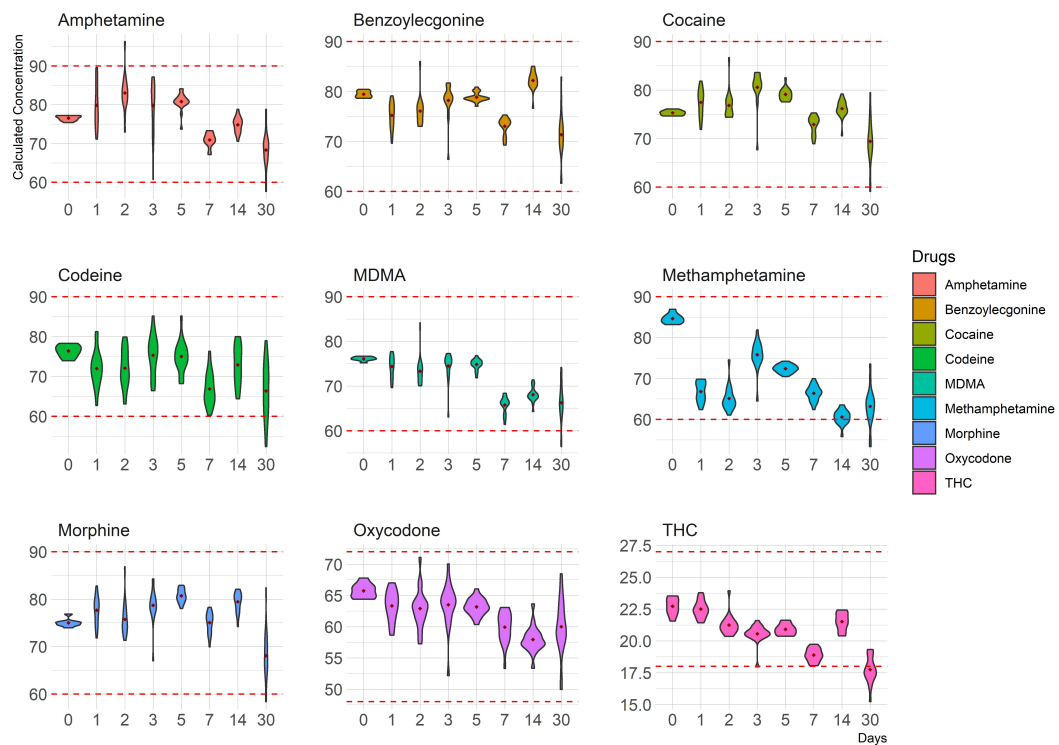 Amphetamine Benzoylecgonine Cocaine
Calculated Concentration
90 80 70 60
0 1 2 3 5 7 14 30
90 80 70 60
0 1 2 3 5 7 14 30
90 80 70 60
0 1 2 3 5 7 14 30
Codeine MDMA Methamphetamine
90 80 70 60
0 1 2 3 5 7 14 30
90 80 70 60
0 1 2 3 5 7 14 30
90 80 70 60
0 1 2 3 5 7 14 30
Drugs
Amphetamine
Benzoylecgonine
Cocaine
Codeine
MDMA
Methamphetamine
Morphine
Oxycodone
THC
Morphine Oxycodone THC
90 80 70 60
0 1 2 3 5 7 14 30
70 65 60 55 50
0 1 2 3 5 7 14 30
27.5 25.0 22.5 20.0 17.5 15.0
0 1 2 3 5 7 14 30
Days